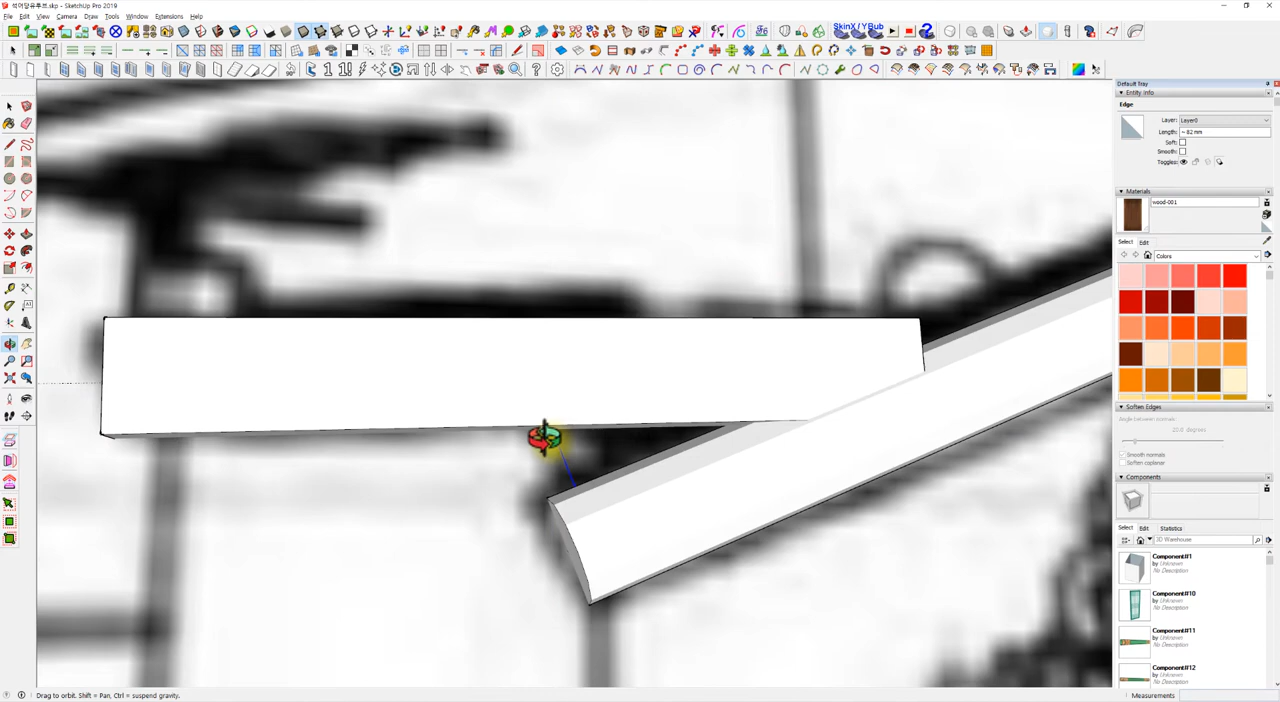 석어당유투브.skp - SketchUp Pro 2019
File Edit View Camera Draw Tools Window Extensions Help
SkinX/YBub
Default Tray
Entity Info
Edge
Layer: Layer0
Length: ~ 82 mm
Soft:
Smooth:
Toggles:
Materials
wood-001
Select Edit
Colors
Soften Edges
Angle between normals:
20.0 degrees
Smooth normals
Soften coplanar
Components
Select Edit Statistics
3D Warehouse
Component#1
by Unknown
No Description
Component#10
by Unknown
No Description
Component#11
by Unknown
No Description
Component#12
by Unknown
No Description
Drag to orbit. Shift = Pan, Ctrl = suspend gravity.
Measurements